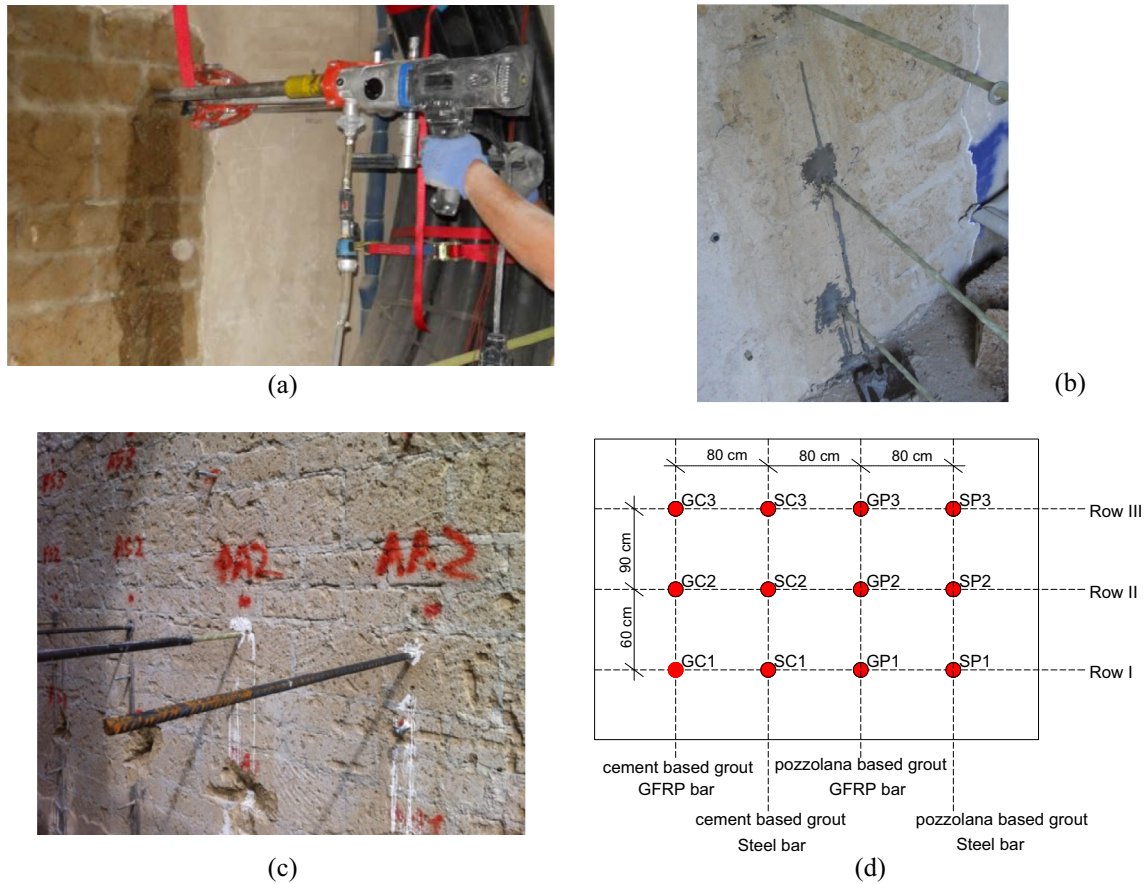 (a)
(b)
AS3
AS2
AA2
AA.2
(c)
80 cm 80 cm 80 cm
GC3 SC3 GP3 SP3
Row III
90 cm
GC2 SC2 GP2 SP2
Row II
60 cm
GC1 SC1 GP1 SP1
Row I
cement based grout
GFRP bar
pozzolana based grout
GFRP bar
cement based grout
Steel bar
pozzolana based grout
Steel bar
(d)